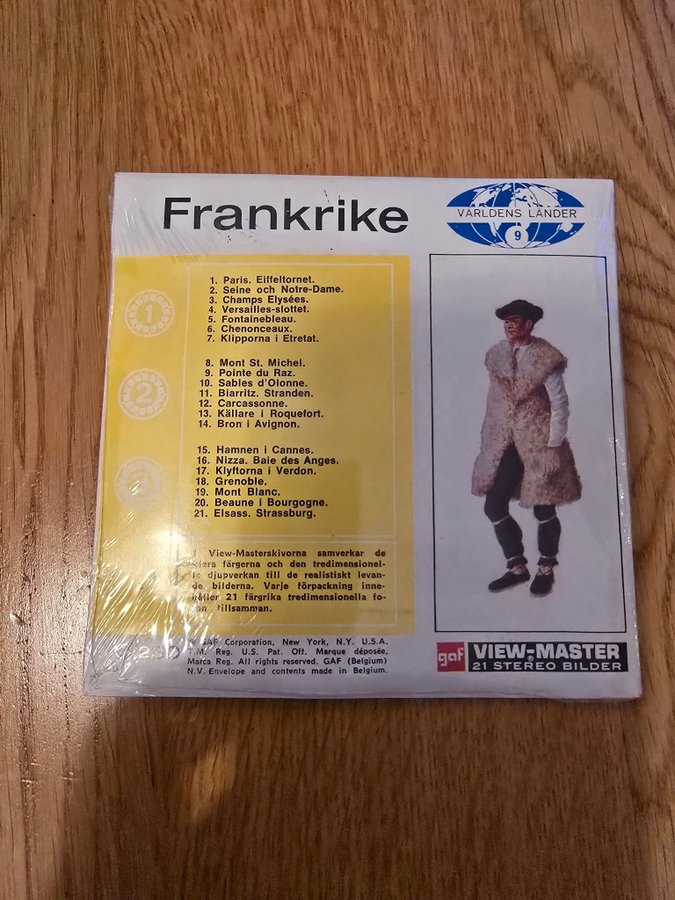 Frankrike
VÄRLDENS LÄNDER
9
1
1. Paris. Eiffeltornet.
2. Seine och Notre-Dame.
3. Champs Elysées.
4. Versailles-slottet.
5. Fontainebleau.
6. Chenonceaux.
7. Klipporna i Etretat.
2
8. Mont St. Michel.
9. Pointe du Raz.
10. Sables d'Olonne.
11. Biarritz. Stranden.
12. Carcassonne.
13. Källare i Roquefort.
14. Bron i Avignon.
15. Hamnen i Cannes.
16. Nizza. Baie des Anges.
17. Klyftorna i Verdon.
18. Grenoble.
19. Mont Blanc.
20. Beaune i Bourgogne.
21. Elsass. Strassburg.
I View-Masterskivorna samverkar de
klara färgerna och den tredimensionel-
la djupverkan till de realistiskt levan-
de bilderna. Varje förpackning inne-
håller 21 färgrika tredimensionella fo-
ton tillsamman.
GAF Corporation, New York, N.Y. U.S.A.
T.M. Reg. U.S. Pat. Off. Marque déposée,
Marca Reg. All rights reserved. GAF (Belgium)
N.V. Envelope and contents made in Belgium.
gaf VIEW-MASTER
21 STEREO BILDER